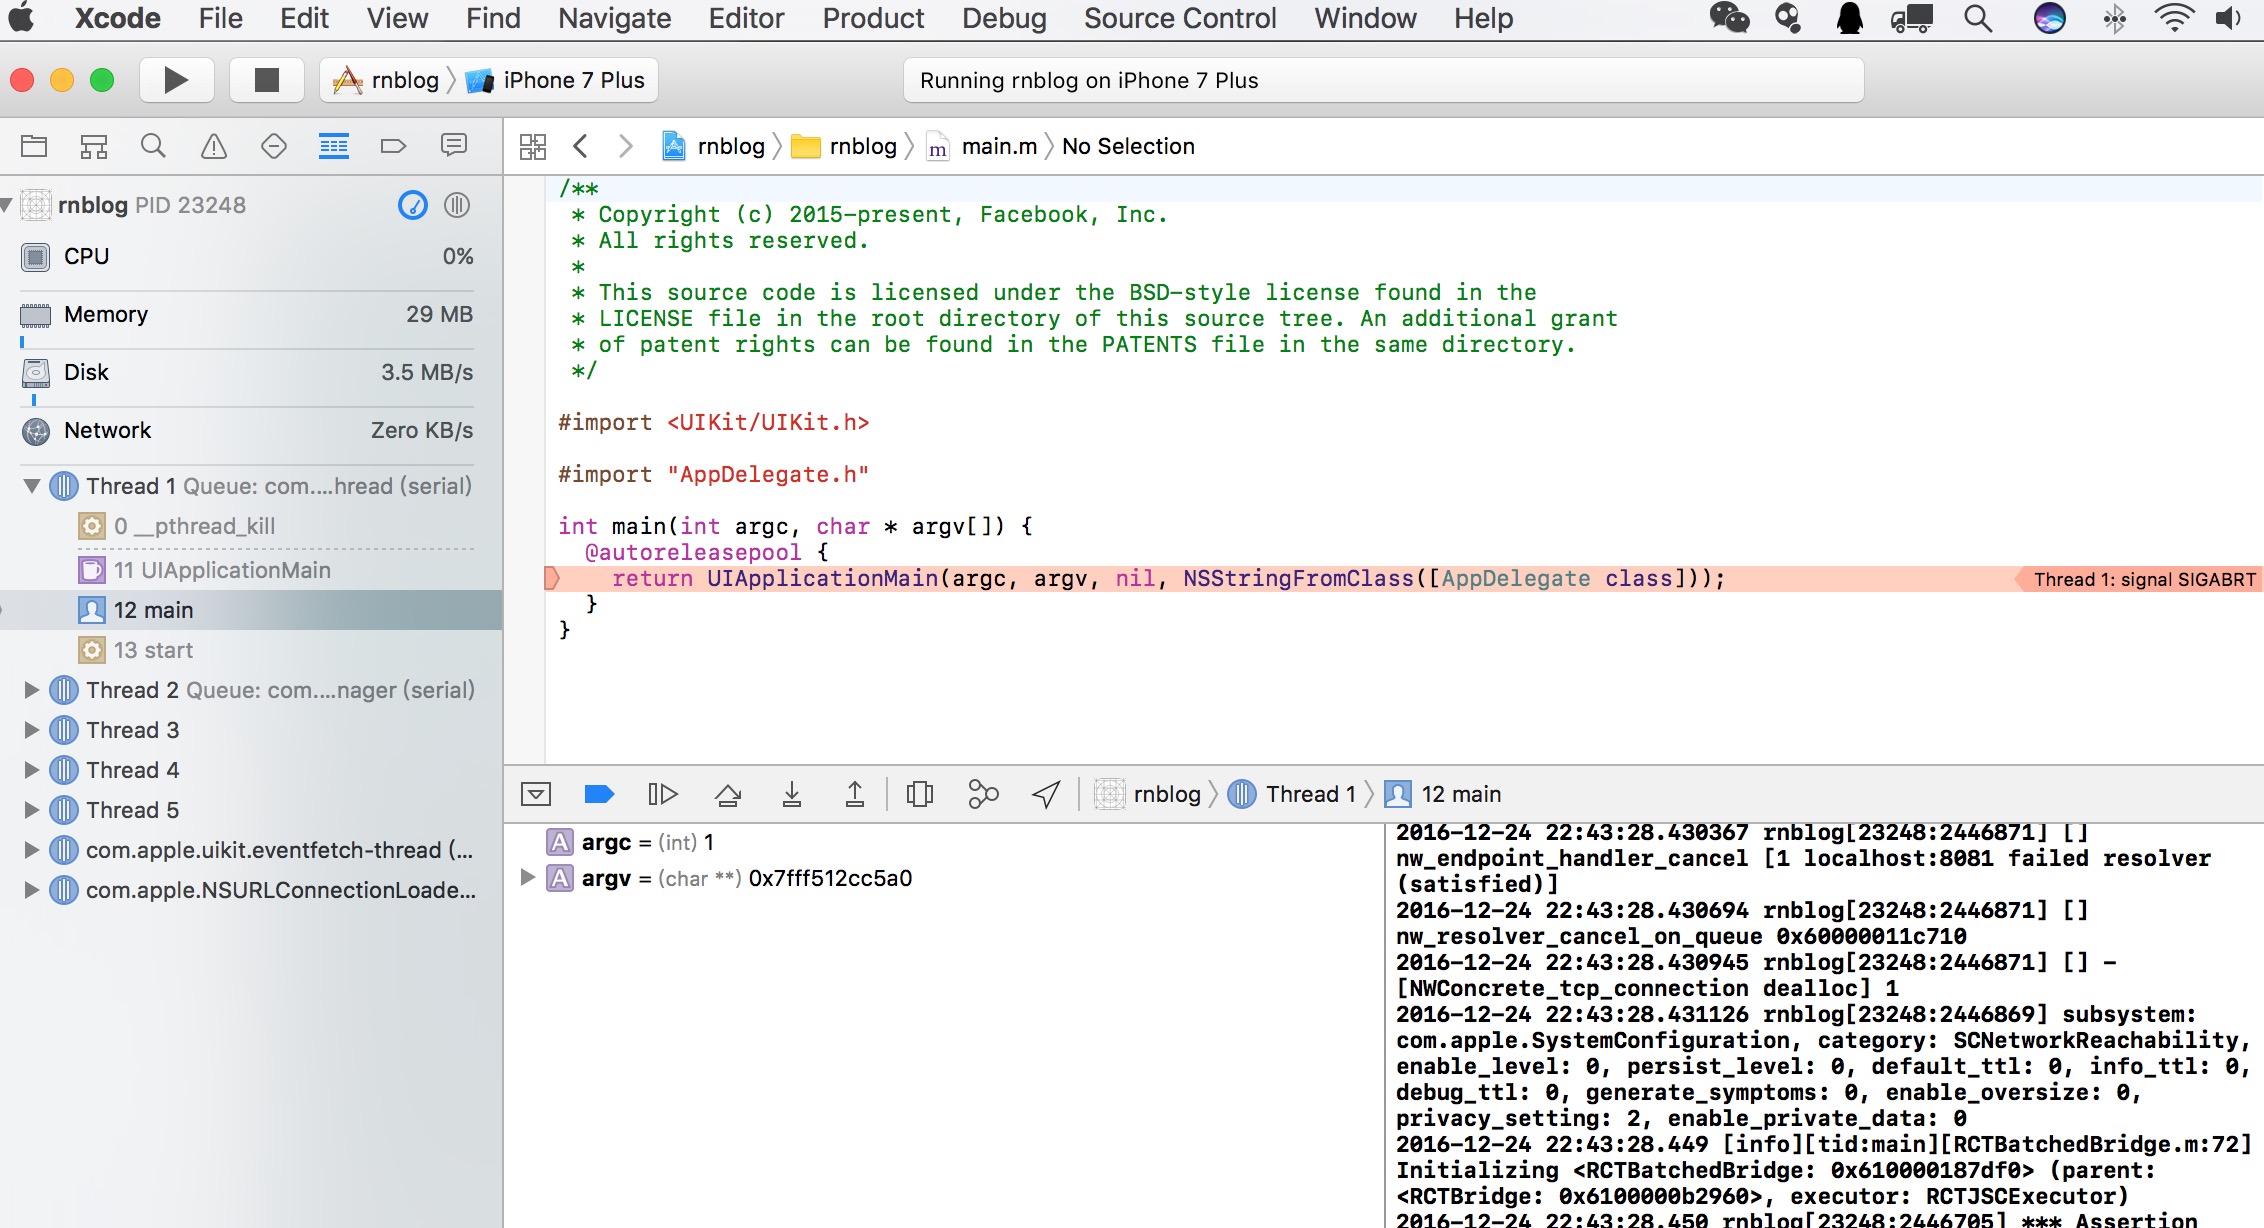 Xcode File Edit View Find Navigate Editor Product Debug Source Control Window Help
rnblog iPhone 7 Plus
Running rnblog on iPhone 7 Plus
rnblog rnblog m main.m No Selection
rnblog PID 23248
CPU 0%
Memory 29 MB
Disk 3.5 MB/s
Network Zero KB/s
Thread 1 Queue: com....hread (serial)
0 __pthread_kill
11 UIApplicationMain
12 main
13 start
Thread 2 Queue: com....nager (serial)
Thread 3
Thread 4
Thread 5
com.apple.uikit.eventfetch-thread (...
com.apple.NSURLConnectionLoade...
/**
 * Copyright (c) 2015-present, Facebook, Inc.
 * All rights reserved.
 *
 * This source code is licensed under the BSD-style license found in the
 * LICENSE file in the root directory of this source tree. An additional grant
 * of patent rights can be found in the PATENTS file in the same directory.
 */
#import <UIKit/UIKit.h>
#import "AppDelegate.h"
int main(int argc, char * argv[]) {
  @autoreleasepool {
    return UIApplicationMain(argc, argv, nil, NSStringFromClass([AppDelegate class]));
Thread 1: signal SIGABRT
  }
}
rnblog Thread 1 12 main
A argc = (int) 1
A argv = (char **) 0x7fff512cc5a0
2016-12-24 22:43:28.430367 rnblog[23248:2446871] []
nw_endpoint_handler_cancel [1 localhost:8081 failed resolver
(satisfied)]
2016-12-24 22:43:28.430694 rnblog[23248:2446871] []
nw_resolver_cancel_on_queue 0x60000011c710
2016-12-24 22:43:28.430945 rnblog[23248:2446871] [] -
[NWConcrete_tcp_connection dealloc] 1
2016-12-24 22:43:28.431126 rnblog[23248:2446869] subsystem:
com.apple.SystemConfiguration, category: SCNetworkReachability,
enable_level: 0, persist_level: 0, default_ttl: 0, info_ttl: 0,
debug_ttl: 0, generate_symptoms: 0, enable_oversize: 0,
privacy_setting: 2, enable_private_data: 0
2016-12-24 22:43:28.449 [info][tid:main][RCTBatchedBridge.m:72]
Initializing <RCTBatchedBridge: 0x610000187df0> (parent:
<RCTBridge: 0x6100000b2960>, executor: RCTJSCExecutor)
2016-12-24 22:43:28.450 rnblog[23248:2446705] *** Assertion